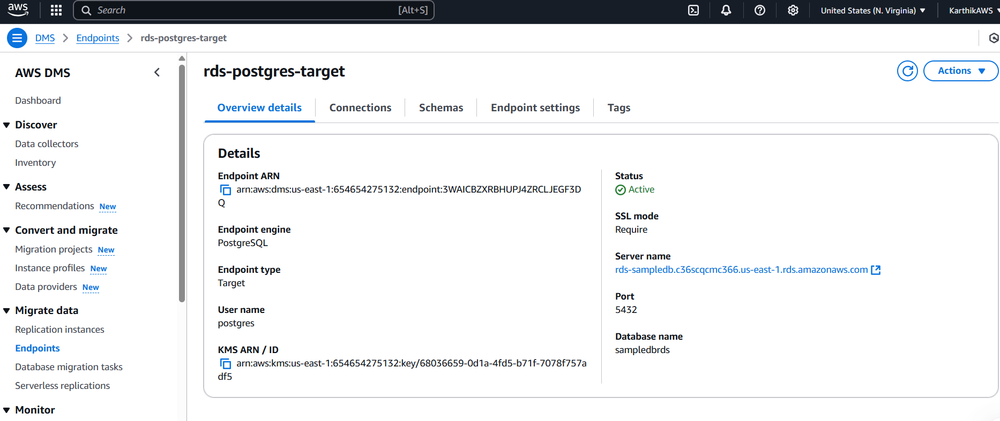 aws
Search [Alt+S] United States (N. Virginia) KarthikAWS
DMS Endpoints rds-postgres-target
AWS DMS
Dashboard
Discover
Data collectors
Inventory
Assess
Recommendations New
Convert and migrate
Migration projects New
Instance profiles New
Data providers New
Migrate data
Replication instances
Endpoints
Database migration tasks
Serverless replications
Monitor
rds-postgres-target
Actions
Overview details Connections Schemas Endpoint settings Tags
Details
Endpoint ARN
arn:aws:dms:us-east-1:654654275132:endpoint:3WAICBZXRBHUPJ4ZRCLJEGF3D
Q
Endpoint engine
PostgreSQL
Endpoint type
Target
User name
postgres
KMS ARN / ID
arn:aws:kms:us-east-1:654654275132:key/68036659-0d1a-4fd5-b71f-7078f757a
df5
Status
Active
SSL mode
Require
Server name
rds-sampledb.c36scqcmc366.us-east-1.rds.amazonaws.com
Port
5432
Database name
sampledbrds